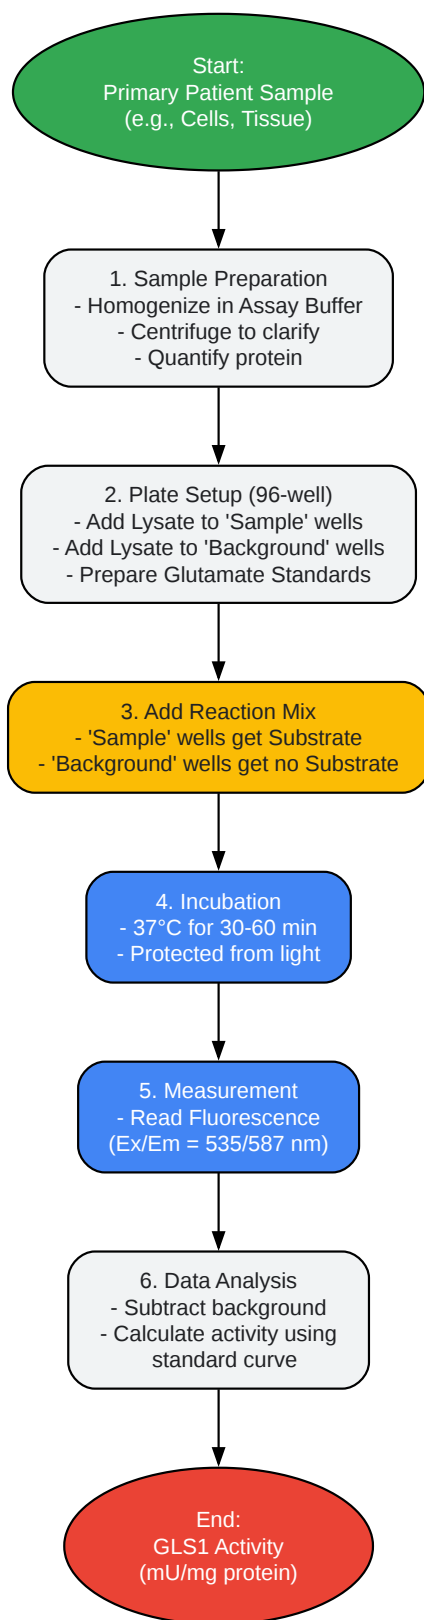 Start:
Primary Patient Sample
(e.g., Cells, Tissue)
1. Sample Preparation
- Homogenize in Assay Buffer
- Centrifuge to clarify
- Quantify protein
2. Plate Setup (96-well)
- Add Lysate to 'Sample' wells
- Add Lysate to 'Background' wells
- Prepare Glutamate Standards
3. Add Reaction Mix
- 'Sample' wells get Substrate
- 'Background' wells get no Substrate
4. Incubation
- 37°C for 30-60 min
- Protected from light
5. Measurement
- Read Fluorescence
(Ex/Em = 535/587 nm)
6. Data Analysis
- Subtract background
- Calculate activity using
standard curve
End:
GLS1 Activity
(mU/mg protein)